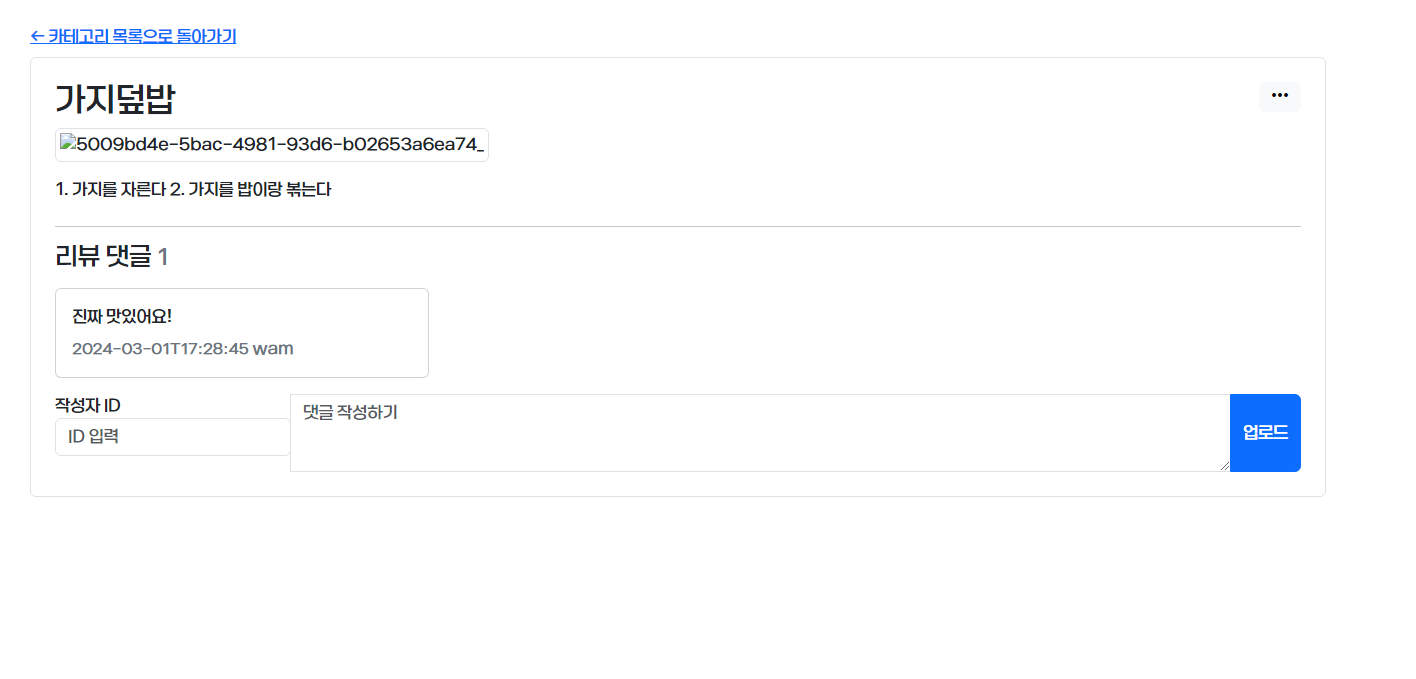 ← 카테고리 목록으로 돌아가기
가지덮밥
•••
5009bd4e-5bac-4981-93d6-b02653a6ea74_
1. 가지를 자른다 2. 가지를 밥이랑 볶는다
리뷰 댓글 1
진짜 맛있어요!
2024-03-01T17:28:45 wam
작성자 ID
ID 입력
댓글 작성하기
업로드